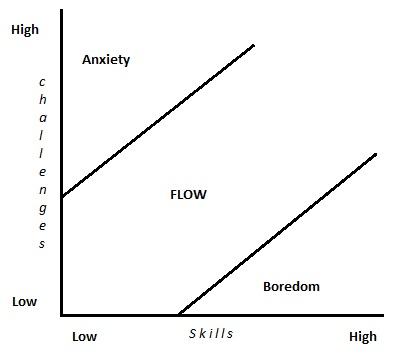 High
Anxiety
challenges
FLOW
Boredom
Low
Low
Skills
High